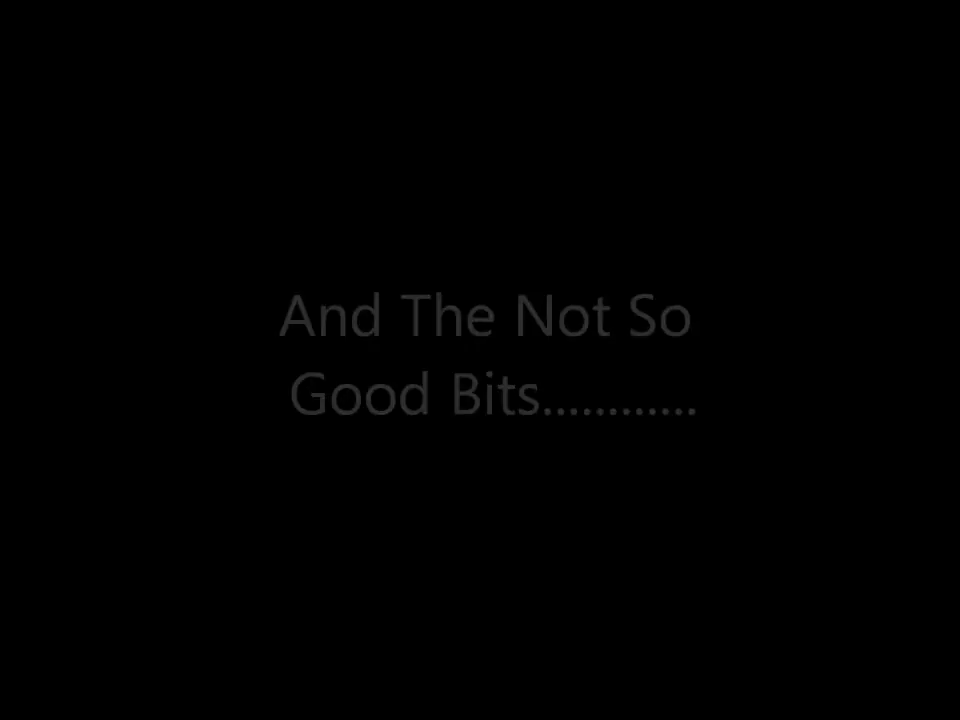 And The Not So
Good Bits............